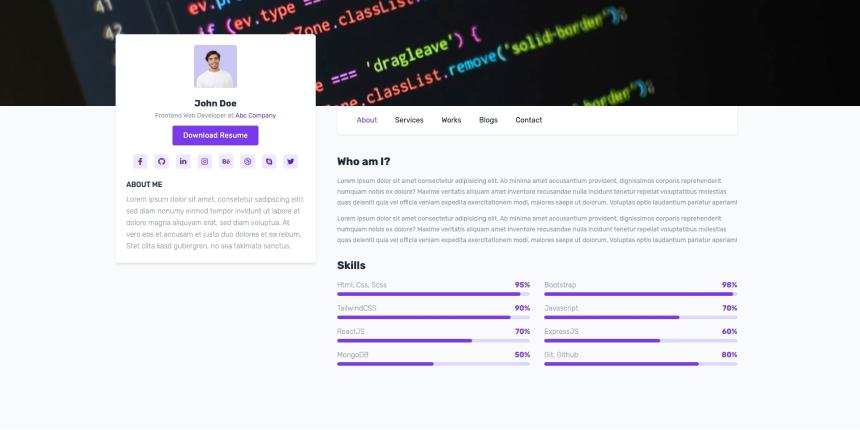 41
ev.pro
42
if (ev.type ===
Zone.classList.
=== 'dragleave') {
zone.classList.remove('solid-border');
John Doe
Frontend Web Developer at Abc Company
Download Resume
Bē
ABOUT ME
Lorem ipsum dolor sit amet, consetetur sadipscing elitr,
sed diam nonumy eirmod tempor invidunt ut labore et
dolore magna aliquyam erat, sed diam voluptua. At
vero eos et accusam et justo duo dolores et ea rebum.
Stet clita kasd gubergren, no sea takimata sanctus.
About Services Works Blogs Contact
Who am I?
Lorem ipsum dolor sit amet consectetur adipisicing elit. Ab minima amet accusantium provident, dignissimos corporis reprehenderit
numquam nobis ex dolore? Maxime veritatis aliquam amet inventore recusandae nulla incidunt tenetur repellat voluptatibus molestias
quas deleniti quia vel officia veniam expedita exercitationem modi, maiores saepe ut dolorum. Voluptas optio laudantium pariatur aperiam!
Lorem ipsum dolor sit amet consectetur adipisicing elit. Ab minima amet accusantium provident, dignissimos corporis reprehenderit
numquam nobis ex dolore? Maxime veritatis aliquam amet inventore recusandae nulla incidunt tenetur repellat voluptatibus molestias
quas deleniti quia vel officia veniam expedita exercitationem modi, maiores saepe ut dolorum. Voluptas optio laudantium pariatur aperiam!
Skills
Html, Css, Scss 95% Bootstrap 98%
TailwindCSS 90% Javascript 70%
ReactJS 70% ExpressJS 60%
MongoDB 50% Git, Github 80%